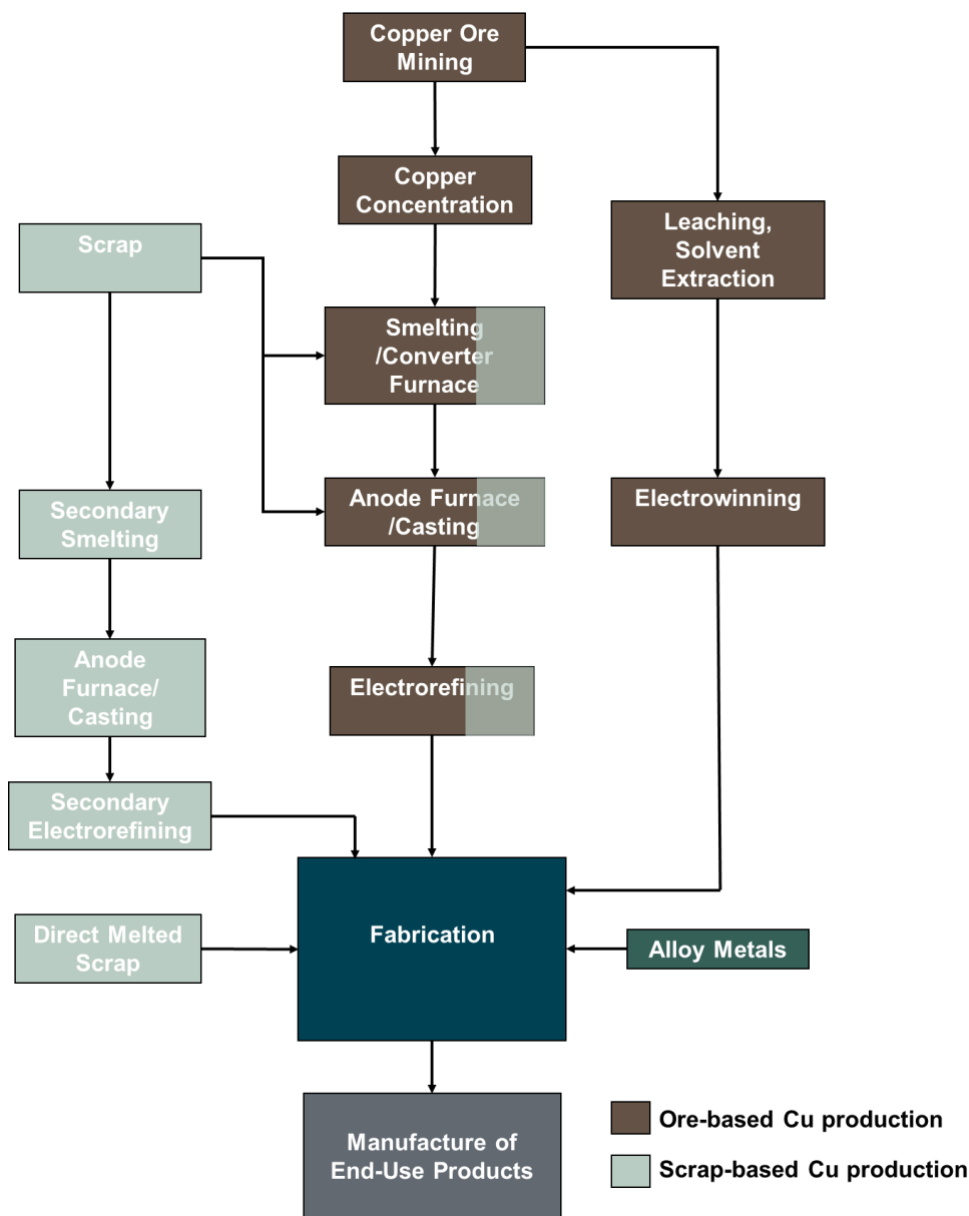 Copper Ore
Mining
Copper
Concentration
Leaching,
Solvent
Extraction
Scrap
Smelting
/Converter
Furnace
Secondary
Smelting
Anode Furnace
/Casting
Electrowinning
Anode
Furnace/
Casting
Electrorefining
Secondary
Electrorefining
Direct Melted
Scrap
Fabrication
Alloy Metals
Manufacture of
End-Use Products
Ore-based Cu production
Scrap-based Cu production